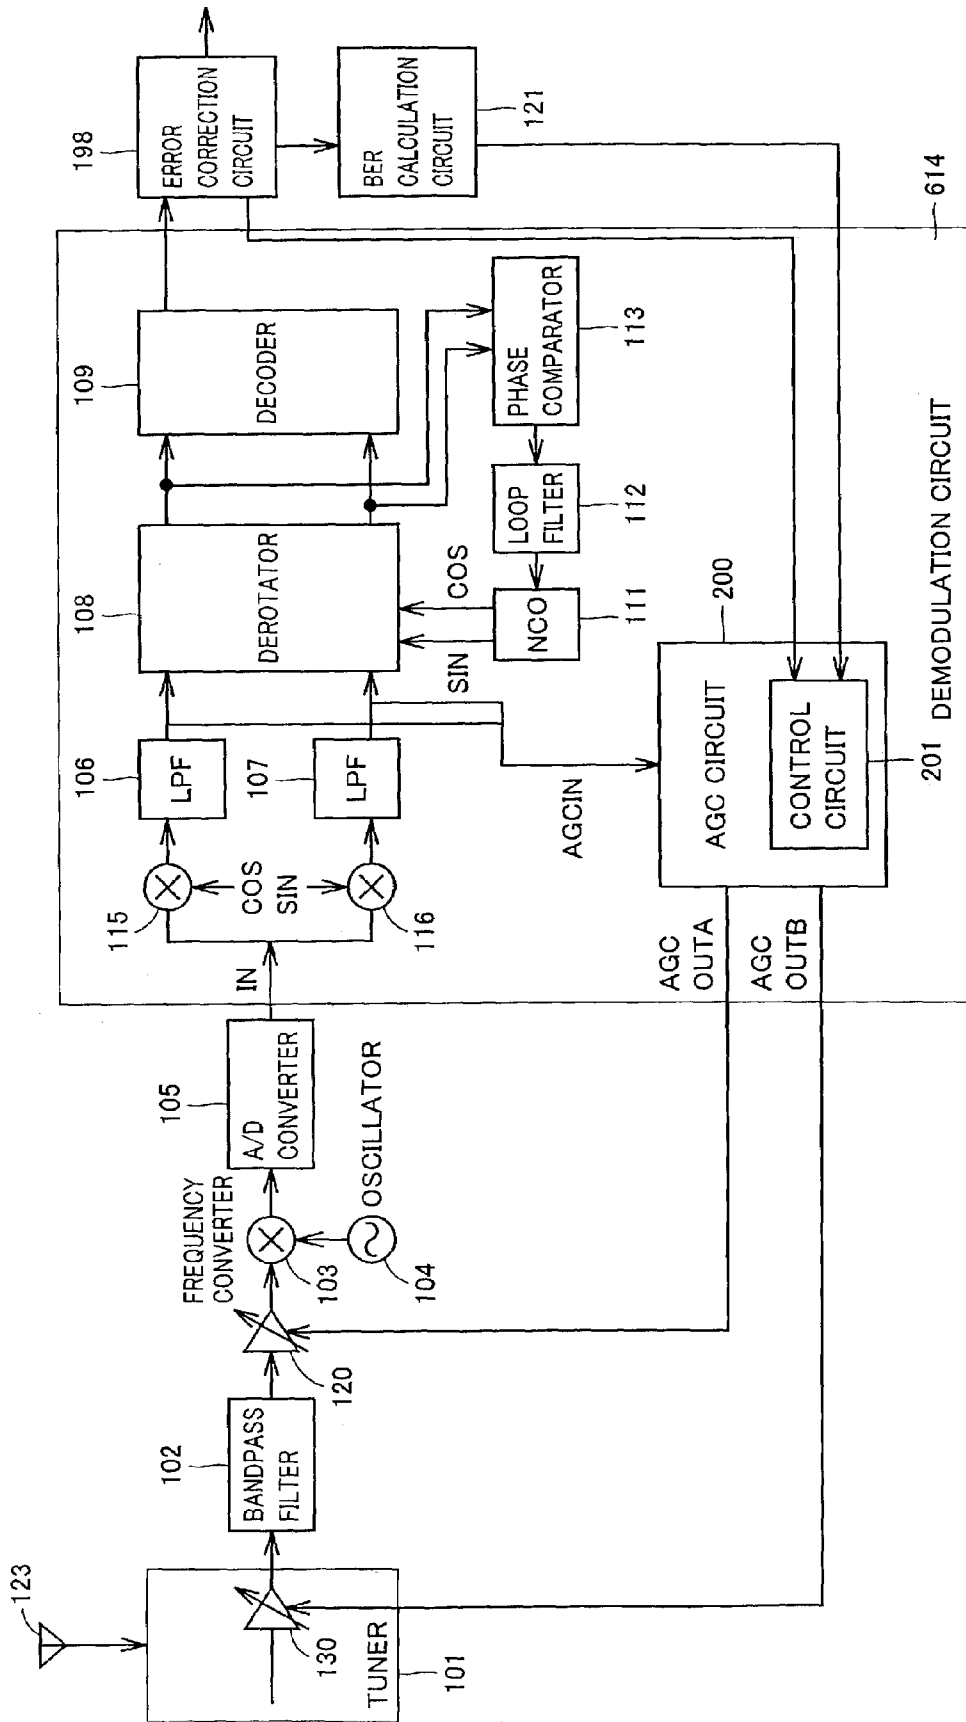 123
TUNER
130
101
BANDPASS
FILTER
102
120
FREQUENCY
CONVERTER
103
OSCILLATOR
104
A/D
CONVERTER
105
IN
115
116
COS
SIN
LPF
106
LPF
107
DEROTATOR
108
DECODER
109
SIN
COS
NCO
111
LOOP
FILTER
112
PHASE
COMPARATOR
113
ERROR
CORRECTION
CIRCUIT
198
BER
CALCULATION
CIRCUIT
121
614
AGCIN
AGC
OUTA
AGC
OUTB
AGC CIRCUIT
200
CONTROL
CIRCUIT
201
DEMODULATION CIRCUIT